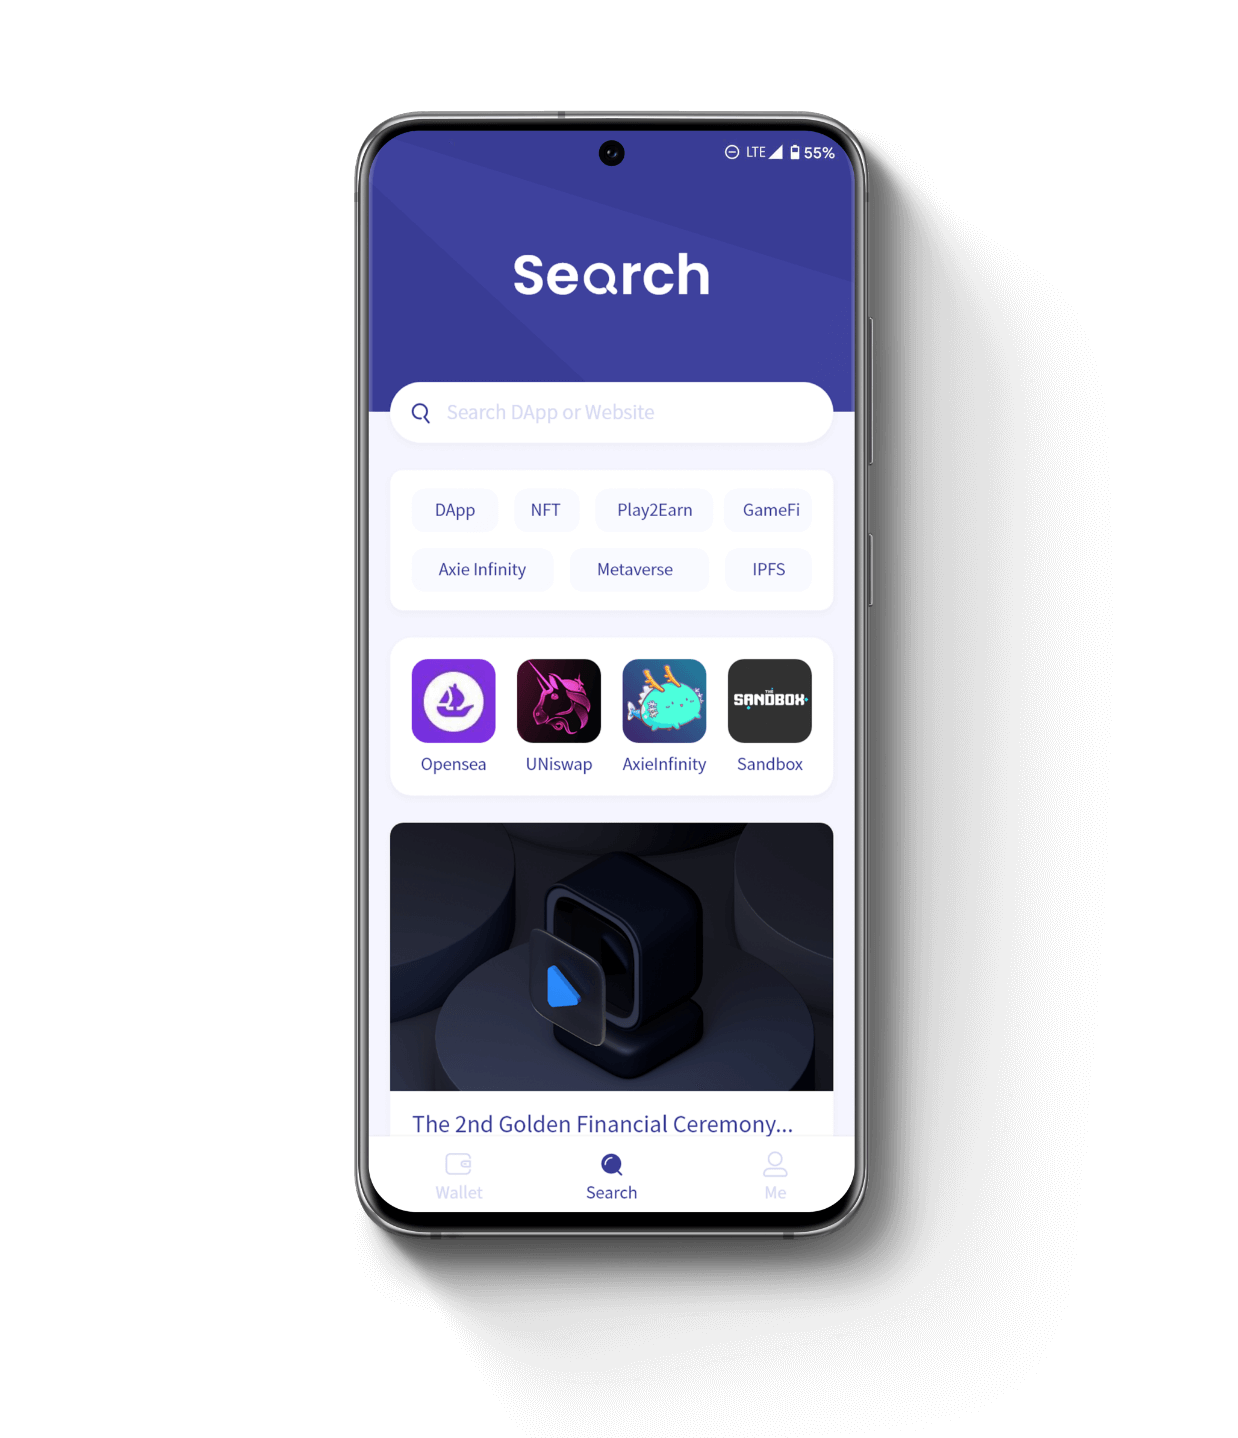 LTE 55%
Search
Search DApp or Website
DApp NFT Play2Earn GameFi
Axie Infinity Metaverse IPFS
THE
SANDBOX
Opensea UNiswap AxieInfinity Sandbox
The 2nd Golden Financial Ceremony...
Wallet Search Me